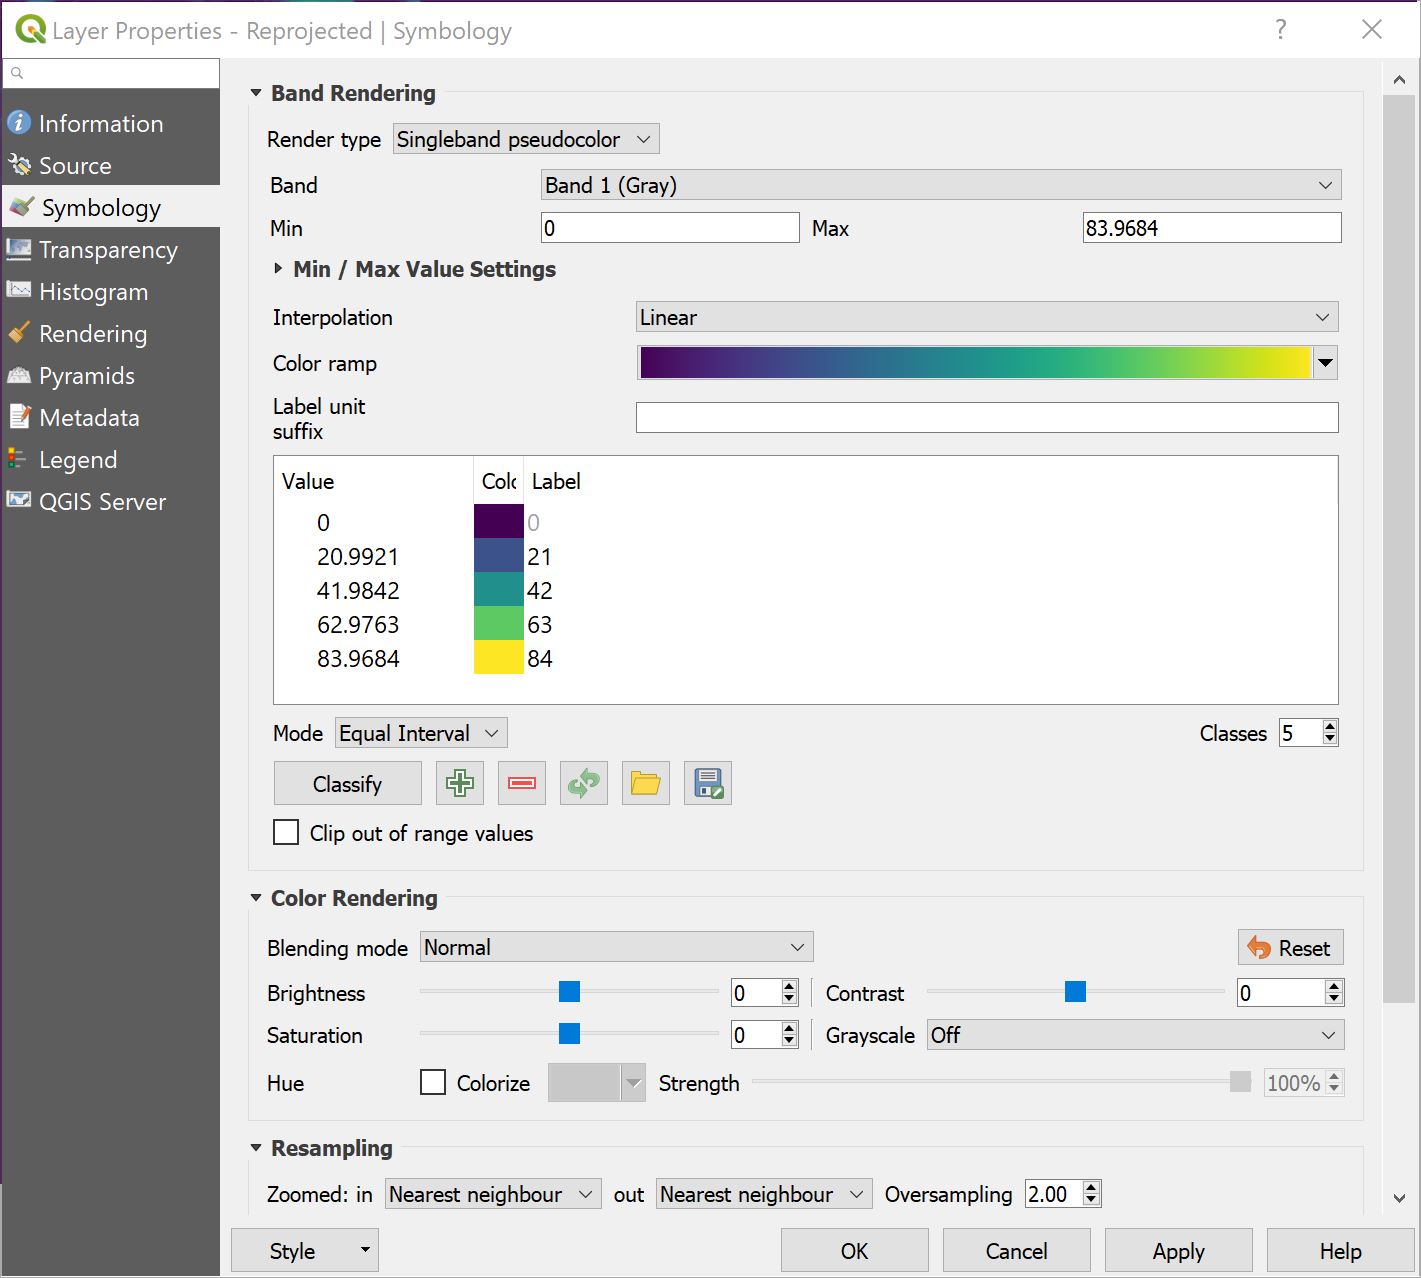 Layer Properties - Reprojected | Symbology
?
Information
Source
Symbology
Transparency
Histogram
Rendering
Pyramids
Metadata
Legend
QGIS Server
Band Rendering
Render type Singleband pseudocolor
Band Band 1 (Gray)
Min 0 Max 83.9684
Min / Max Value Settings
Interpolation Linear
Color ramp
Label unit
suffix
Value Colc Label
0 0
20.9921 21
41.9842 42
62.9763 63
83.9684 84
Mode Equal Interval Classes 5
Classify
Clip out of range values
Color Rendering
Blending mode Normal Reset
Brightness 0 Contrast 0
Saturation 0 Grayscale Off
Hue Colorize Strength 100%
Resampling
Zoomed: in Nearest neighbour out Nearest neighbour Oversampling 2.00
Style OK Cancel Apply Help